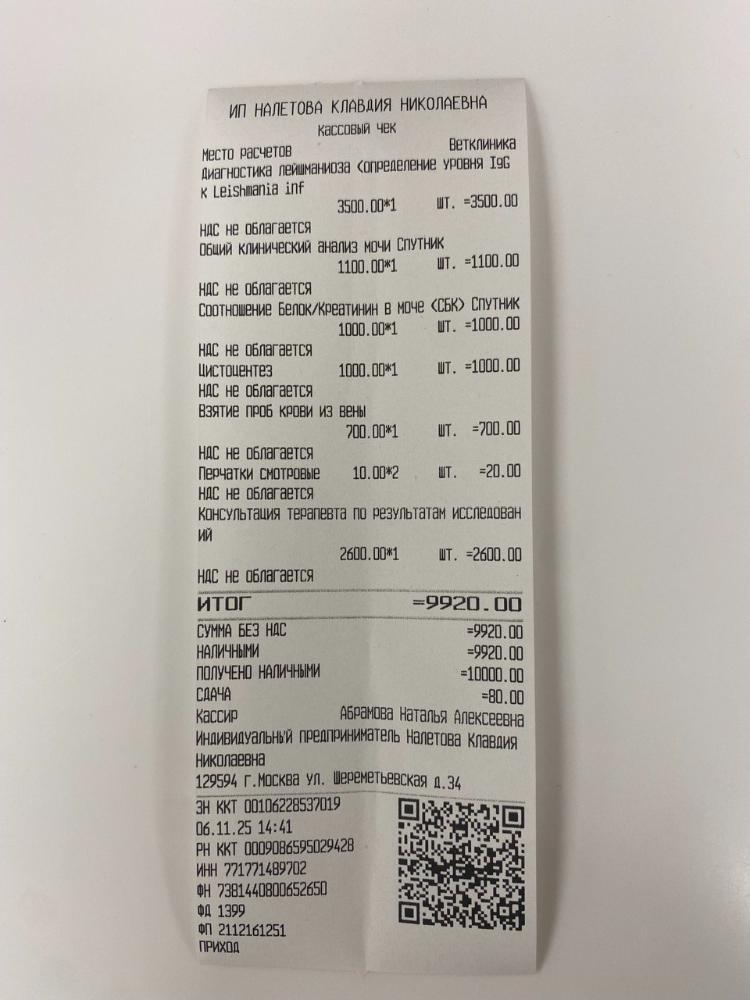 ИП НАЛЕТОВА КЛАВДИЯ НИКОЛАЕВНА
Кассовый чек
Место расчетов Ветклиника
Диагностика лейшманиоза <определение уровня IgG
к Leishmania inf
3500.00*1 шт. =3500.00
НДС не облагается
Общий клинический анализ мочи Спутник
1100.00*1 шт. =1100.00
НДС не облагается
Соотношение Белок/Креатинин в моче <СБК> Спутник
1000.00*1 шт. =1000.00
НДС не облагается
Цистоцентез 1000.00*1 шт. =1000.00
НДС не облагается
Взятие проб крови из вены
700.00*1 шт. =700.00
НДС не облагается
Перчатки смотровые 10.00*2 шт. =20.00
НДС не облагается
Консультация терапевта по результатам исследован
ий
2600.00*1 шт. =2600.00
НДС не облагается
ИТОГ =9920.00
СУММА БЕЗ НДС =9920.00
НАЛИЧНЫМИ =9920.00
ПОЛУЧЕНО НАЛИЧНЫМИ =10000.00
СДАЧА =80.00
Кассир Абрамова Наталья Алексеевна
Индивидуальный предприниматель Налетова Клавдия
Николаевна
129594 г.Москва ул. Шереметьевская д.34
ЗН ККТ 00106228537019
06.11.25 14:41
РН ККТ 0009086595029428
ИНН 771771489702
ФН 7381440800652650
ФД 1399
ФП 2112161251
ПРИХОД